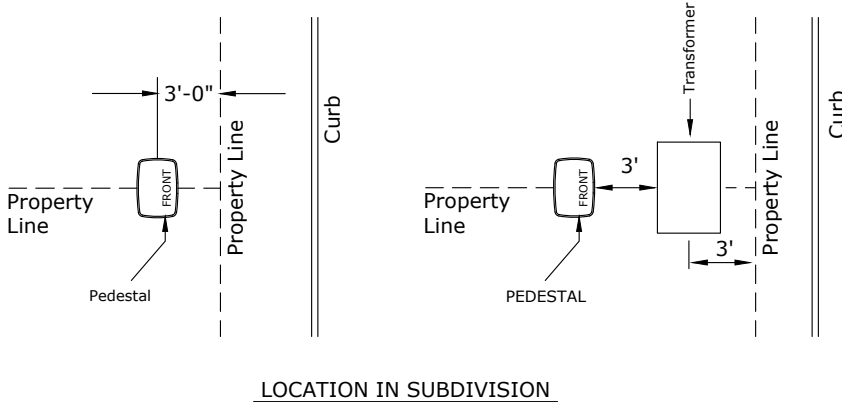 3'-0"
Curb
Property Line
FRONT
Property
Line
Pedestal
Transformer
Curb
3'
FRONT
Property
Line
Property Line
3'
PEDESTAL
LOCATION IN SUBDIVISION